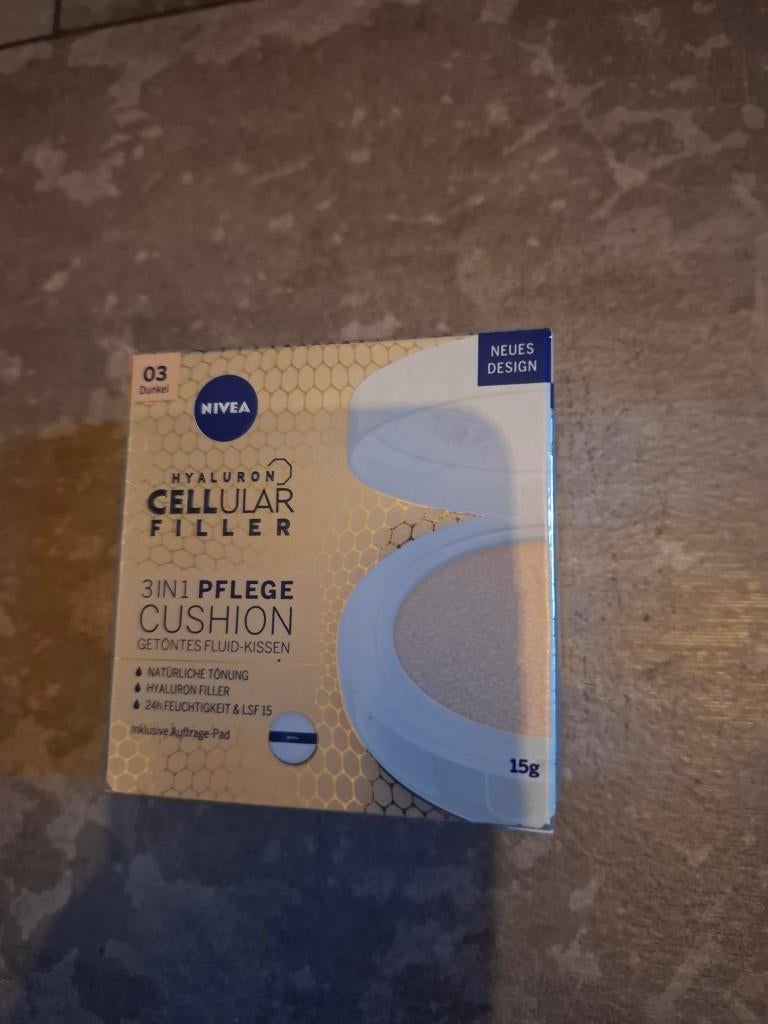 03
Dunkel
NIVEA
NEUES
DESIGN
HYALURON
CELLULAR
FILLER
3IN1 PFLEGE
CUSHION
GETÖNTES FLUID-KISSEN
NATÜRLICHE TÖNUNG
HYALURON FILLER
24h FEUCHTIGKEIT & LSF 15
Inklusive Auftrage-Pad
15g